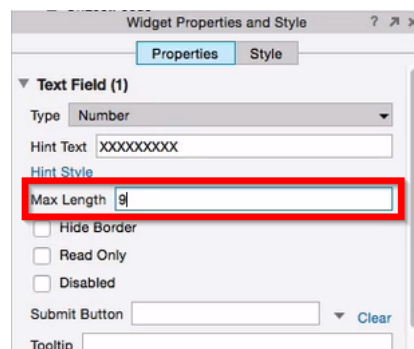 Widget Properties and Style ?
Properties Style
Text Field (1)
Type Number
Hint Text XXXXXXXXX
Hint Style
Max Length 9
Hide Border
Read Only
Disabled
Submit Button Clear
Tooltip